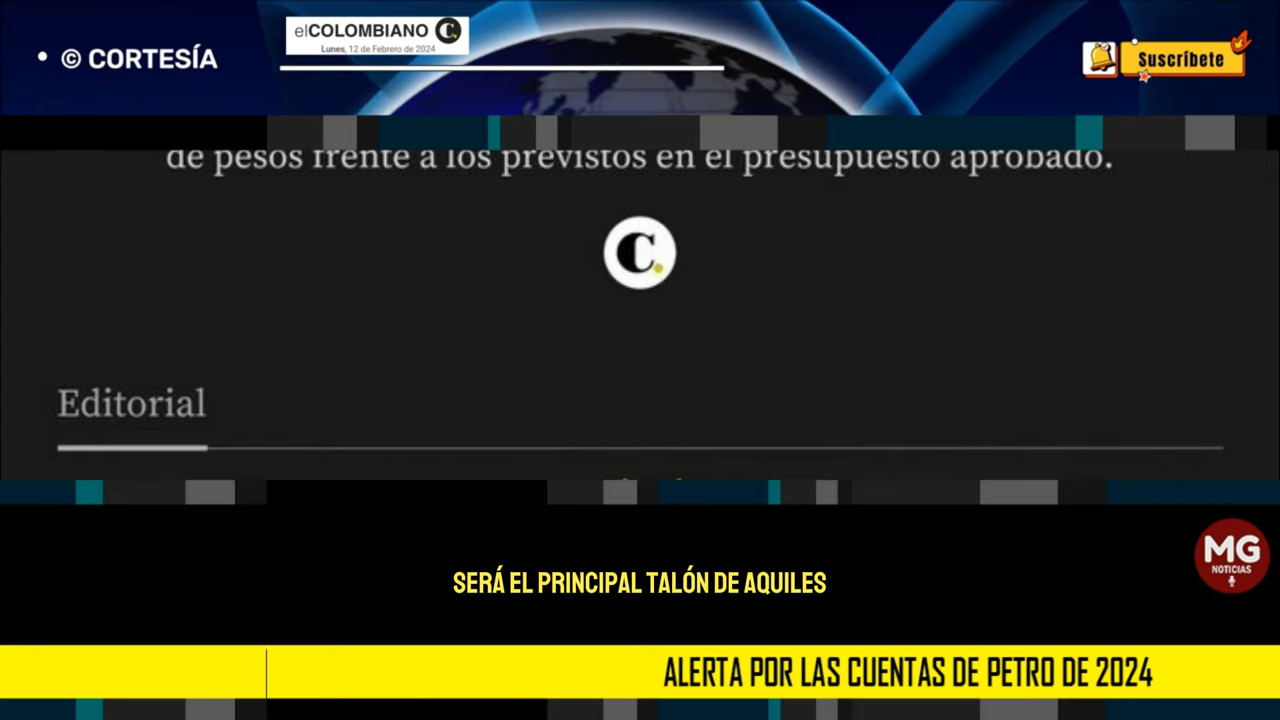 • © CORTESÍA
elCOLOMBIANO C.
Lunes, 12 de Febrero de 2024
Suscríbete
de pesos frente a los previstos en el presupuesto aprobado.
C.
Editorial
SERÁ EL PRINCIPAL TALÓN DE AQUILES
MG
NOTICIAS
ALERTA POR LAS CUENTAS DE PETRO DE 2024